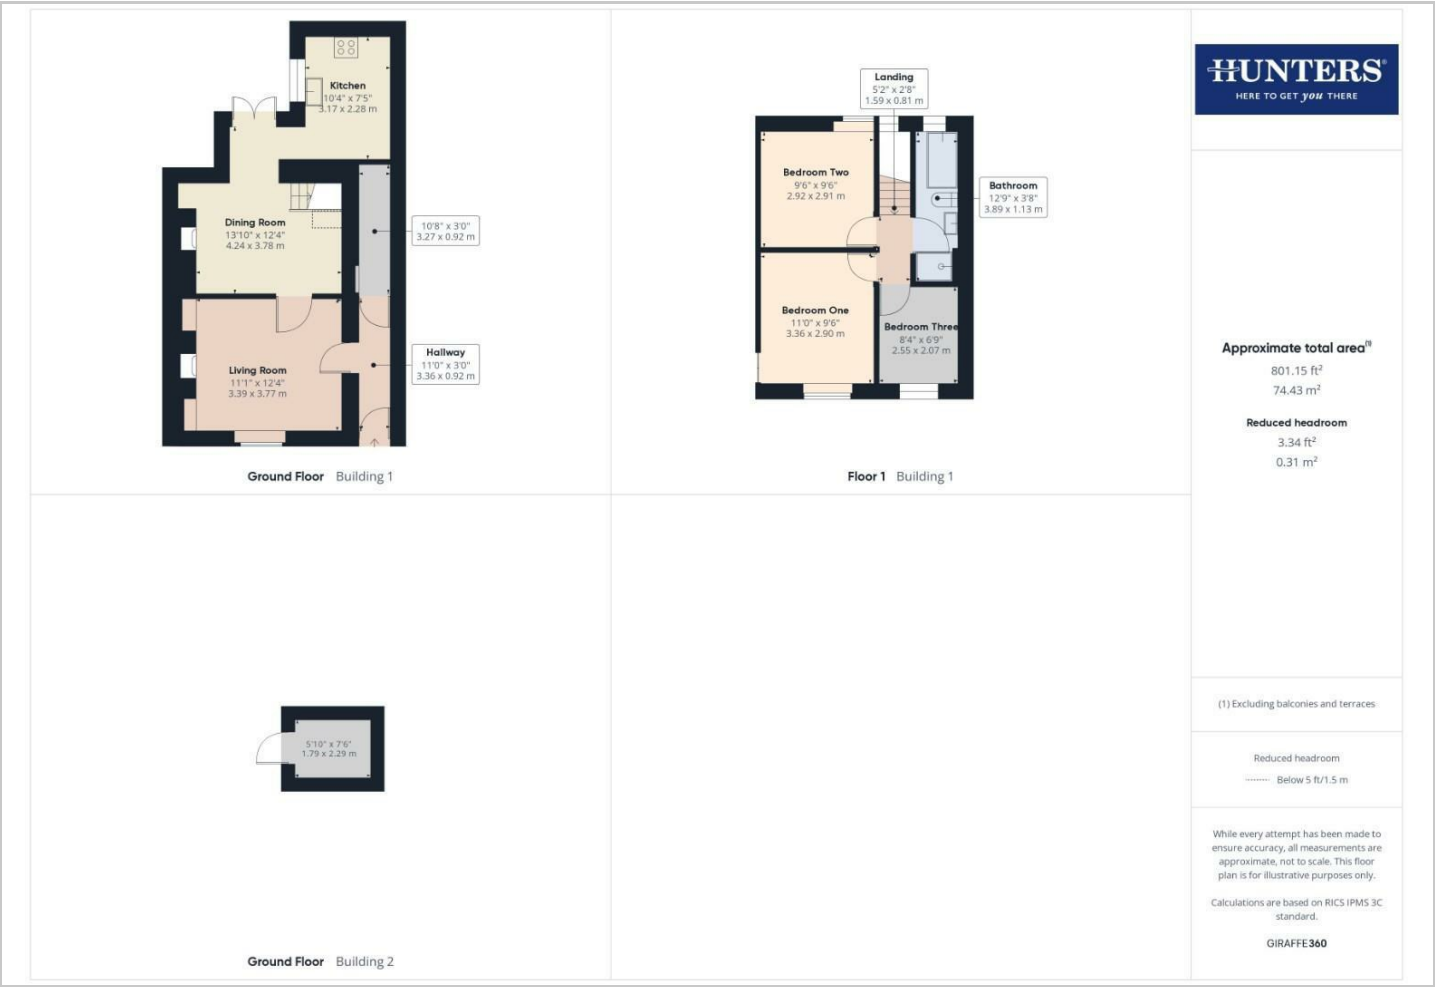 Kitchen
10'4" x 7'5"
3.17 x 2.28 m
Dining Room
13'10" x 12'4"
4.24 x 3.78 m
10'8" x 3'0"
3.27 x 0.92 m
Living Room
11'1" x 12'4"
3.39 x 3.77 m
Hallway
11'0" x 3'0"
3.36 x 0.92 m
Ground Floor Building 1
Landing
5'2" x 2'8"
1.59 x 0.81 m
Bedroom Two
9'6" x 9'6"
2.92 x 2.91 m
Bathroom
12'9" x 3'8"
3.89 x 1.13 m
Bedroom One
11'0" x 9'6"
3.36 x 2.90 m
Bedroom Three
8'4" x 6'9"
2.55 x 2.07 m
Floor 1 Building 1
5'10" x 7'6"
1.79 x 2.29 m
Ground Floor Building 2
HUNTERS®
HERE TO GET you THERE
Approximate total area(1)
801.15 ft²
74.43 m²
Reduced headroom
3.34 ft²
0.31 m²
(1) Excluding balconies and terraces
Reduced headroom
Below 5 ft/1.5 m
While every attempt has been made to
ensure accuracy, all measurements are
approximate, not to scale. This floor
plan is for illustrative purposes only.
Calculations are based on RICS IPMS 3C
standard.
GIRAFFE360